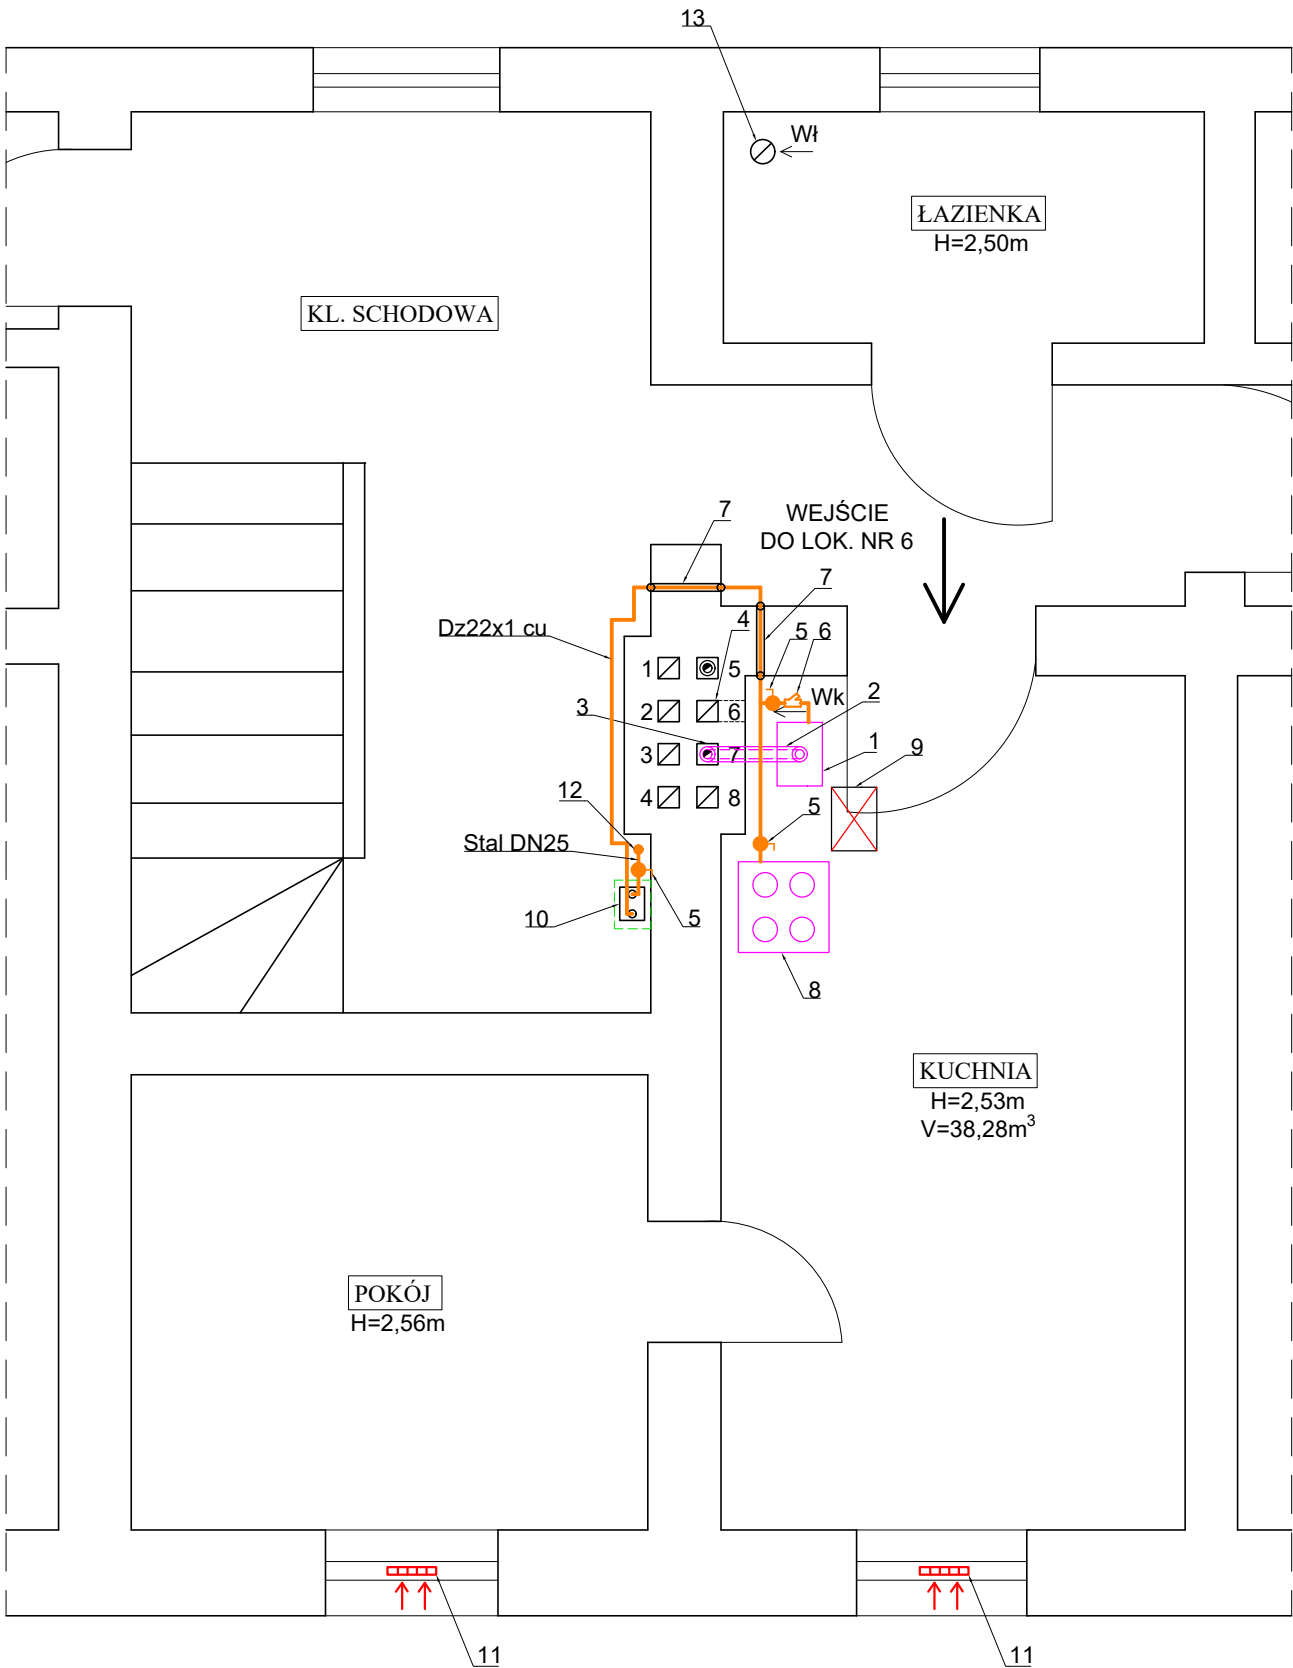 13
Wł
ŁAZIENKA
H=2,50m
KL. SCHODOWA
7
WEJŚCIE
DO LOK. NR 6
7
Dz22x1 cu
4
5
6
1
5
2
6
Wk
2
3
3
7
1
9
4
8
12
5
Stal DN25
10
5
8
KUCHNIA
H=2,53m
V=38,28m³
POKÓJ
H=2,56m
11
11